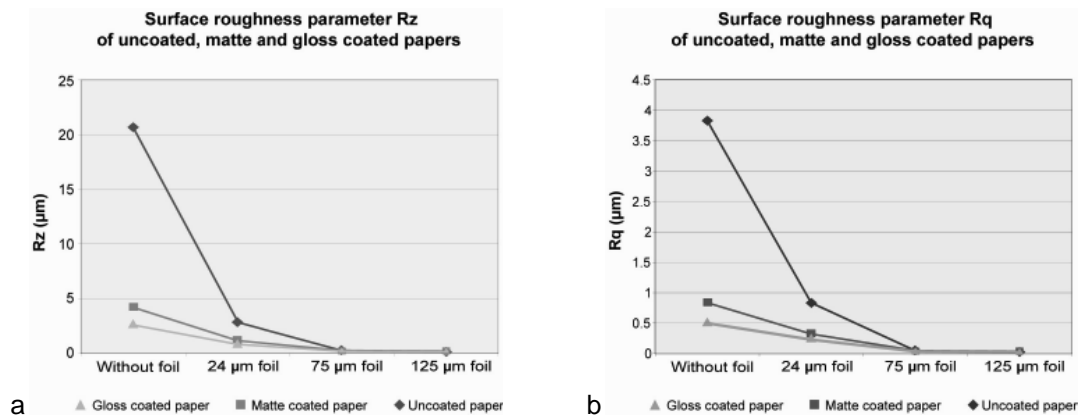 Surface roughness parameter Rz
of uncoated, matte and gloss coated papers
25
20
15
10
5
0
Rz (µm)
Without foil 24 µm foil 75 µm foil 125 µm foil
a
Gloss coated paper Matte coated paper Uncoated paper
Surface roughness parameter Rq
of uncoated, matte and gloss coated papers
4.5
4
3.5
3
2.5
2
1.5
1
0.5
0
Rq (µm)
Without foil 24 µm foil 75 µm foil 125 µm foil
b
Gloss coated paper Matte coated paper Uncoated paper